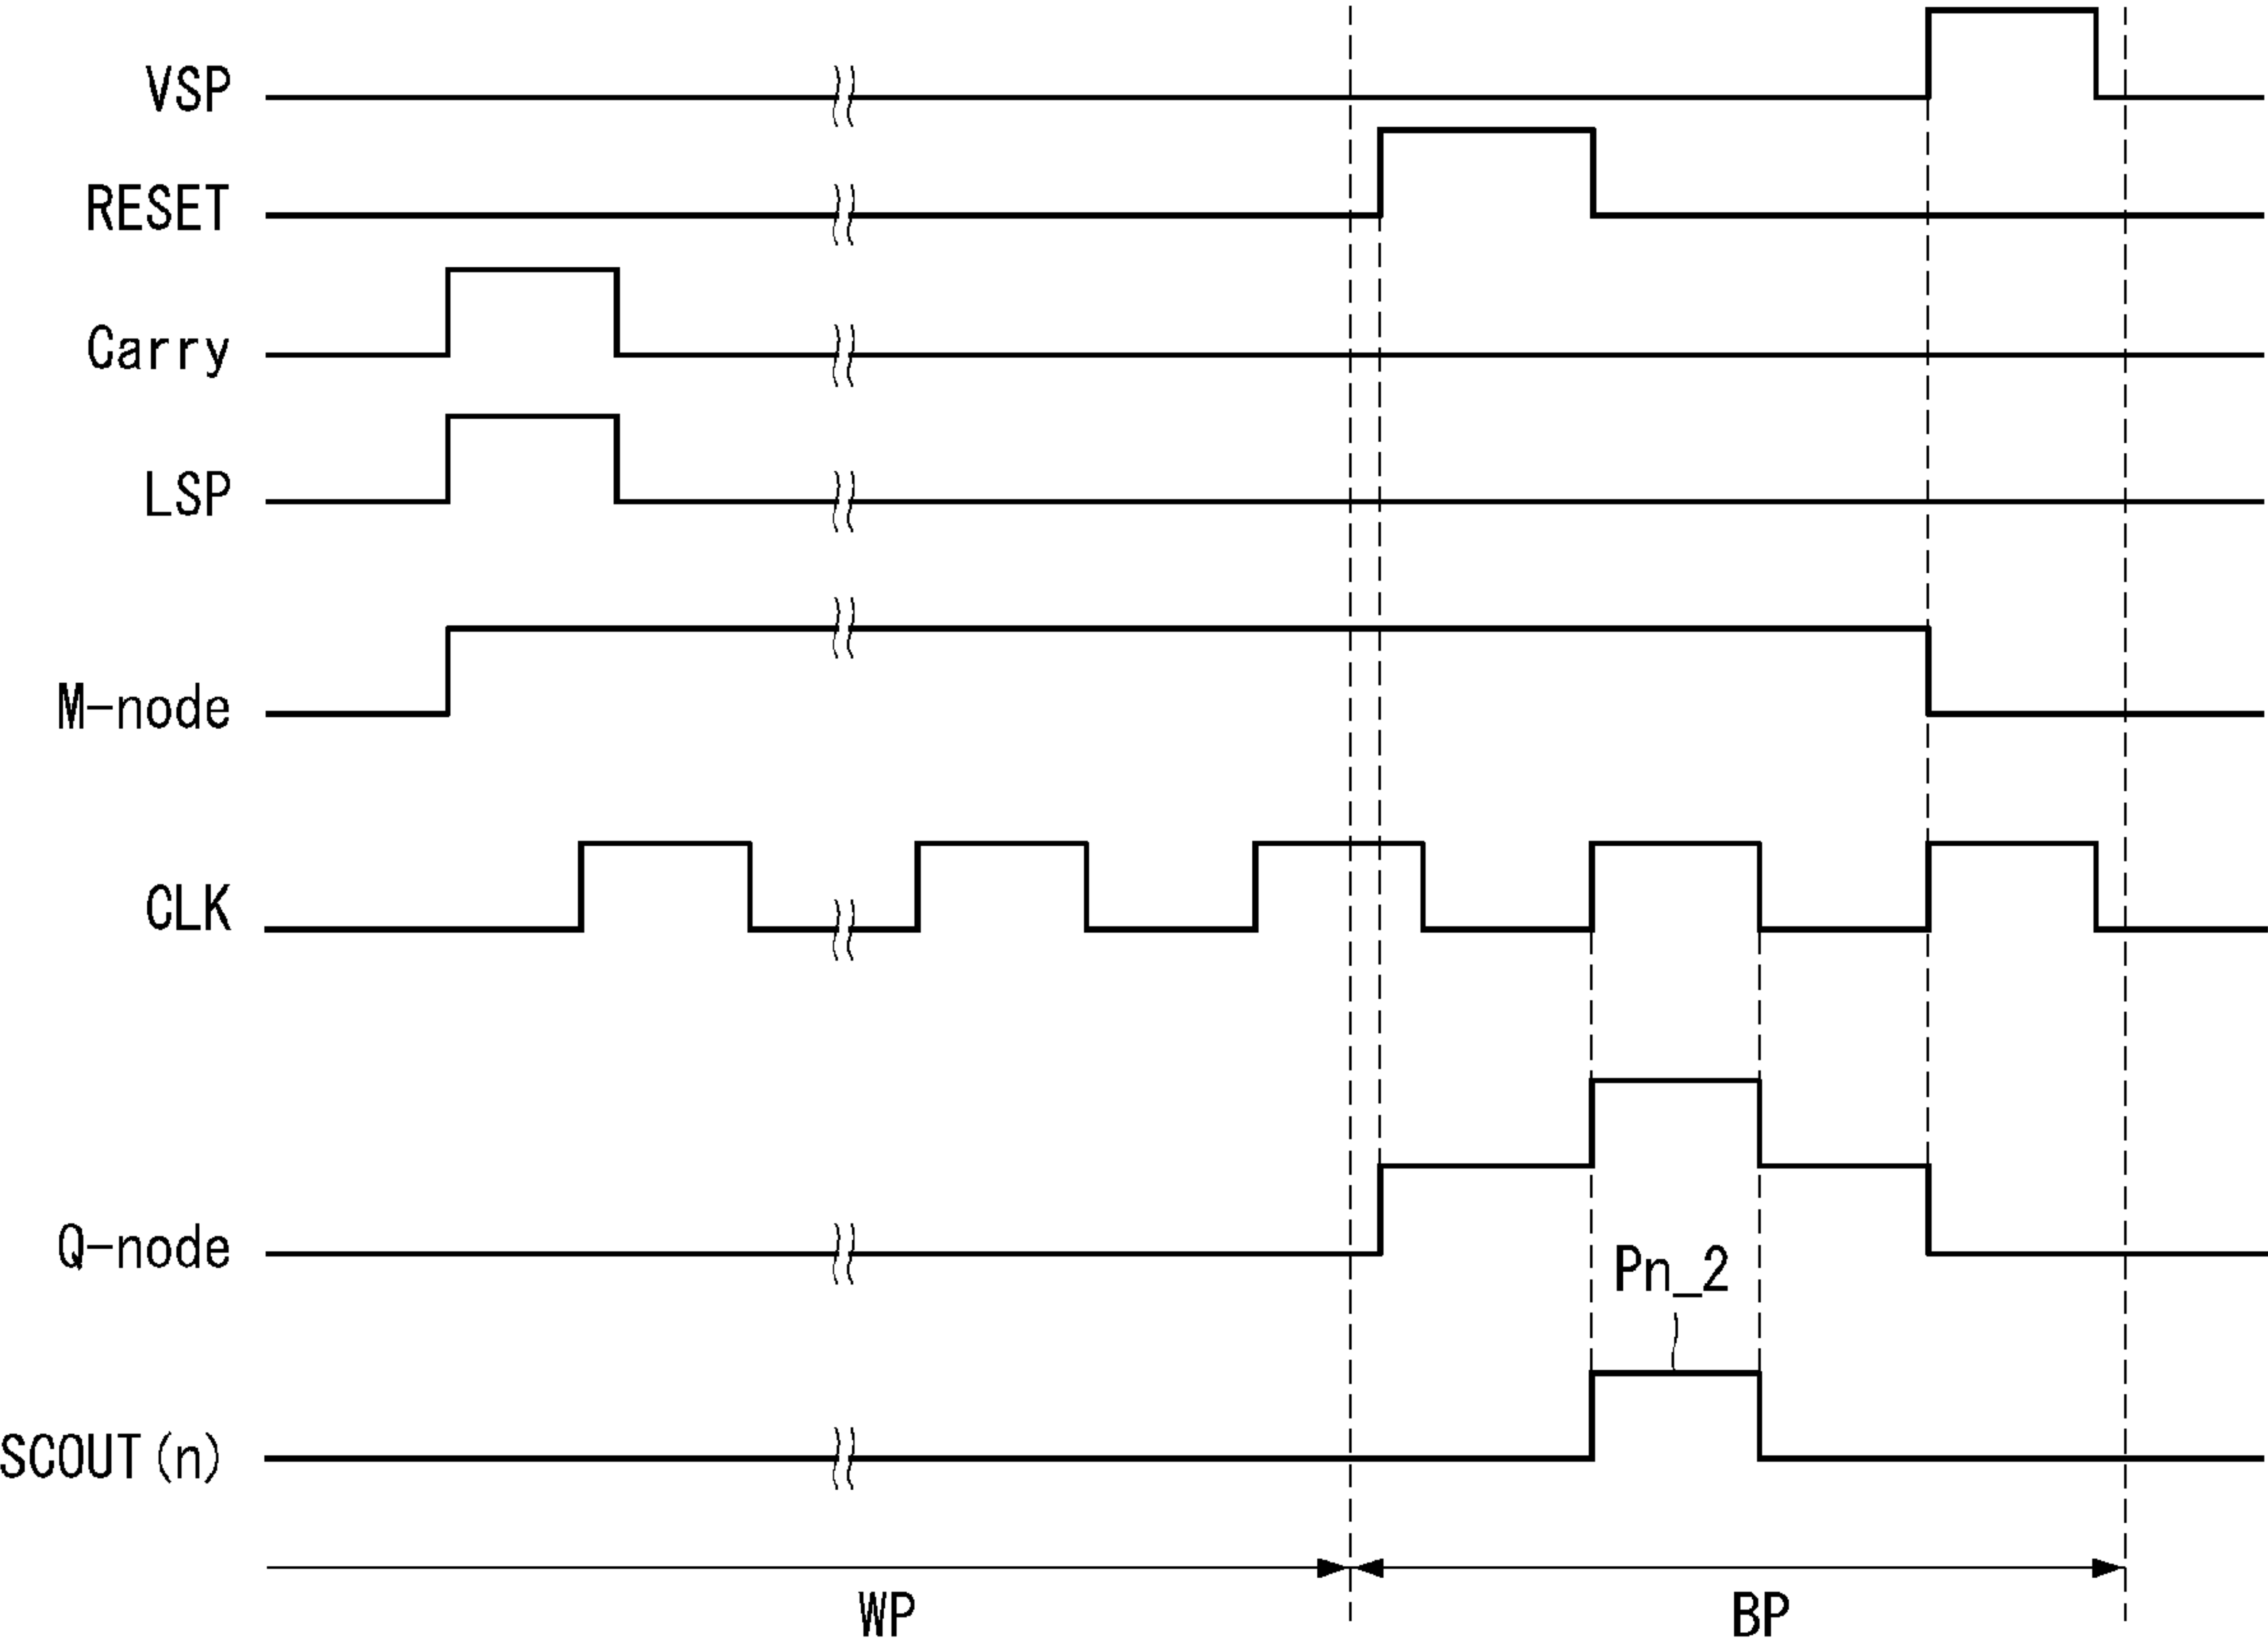 VSP
RESET
Carry
LSP
M-node
CLK
Q-node
Pn_2
SCOUT(n)
WP
BP